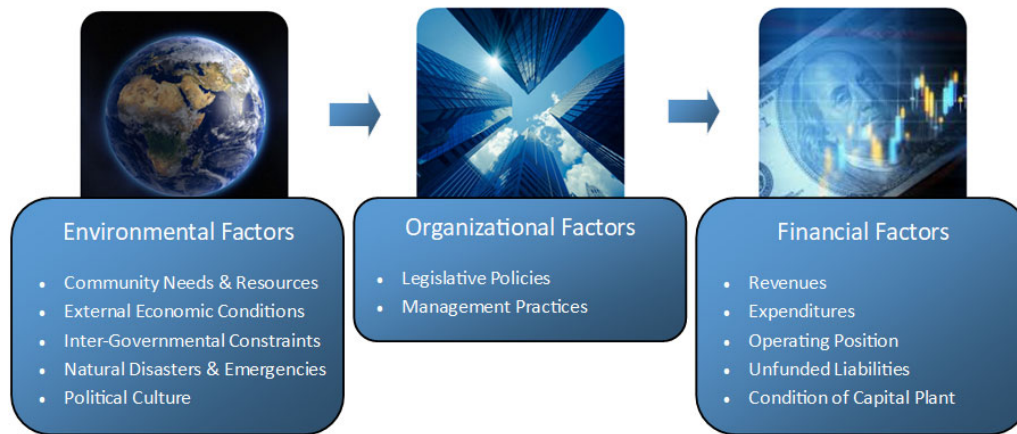 Environmental Factors
• Community Needs & Resources
• External Economic Conditions
• Inter-Governmental Constraints
• Natural Disasters & Emergencies
• Political Culture
Organizational Factors
• Legislative Policies
• Management Practices
Financial Factors
• Revenues
• Expenditures
• Operating Position
• Unfunded Liabilities
• Condition of Capital Plant